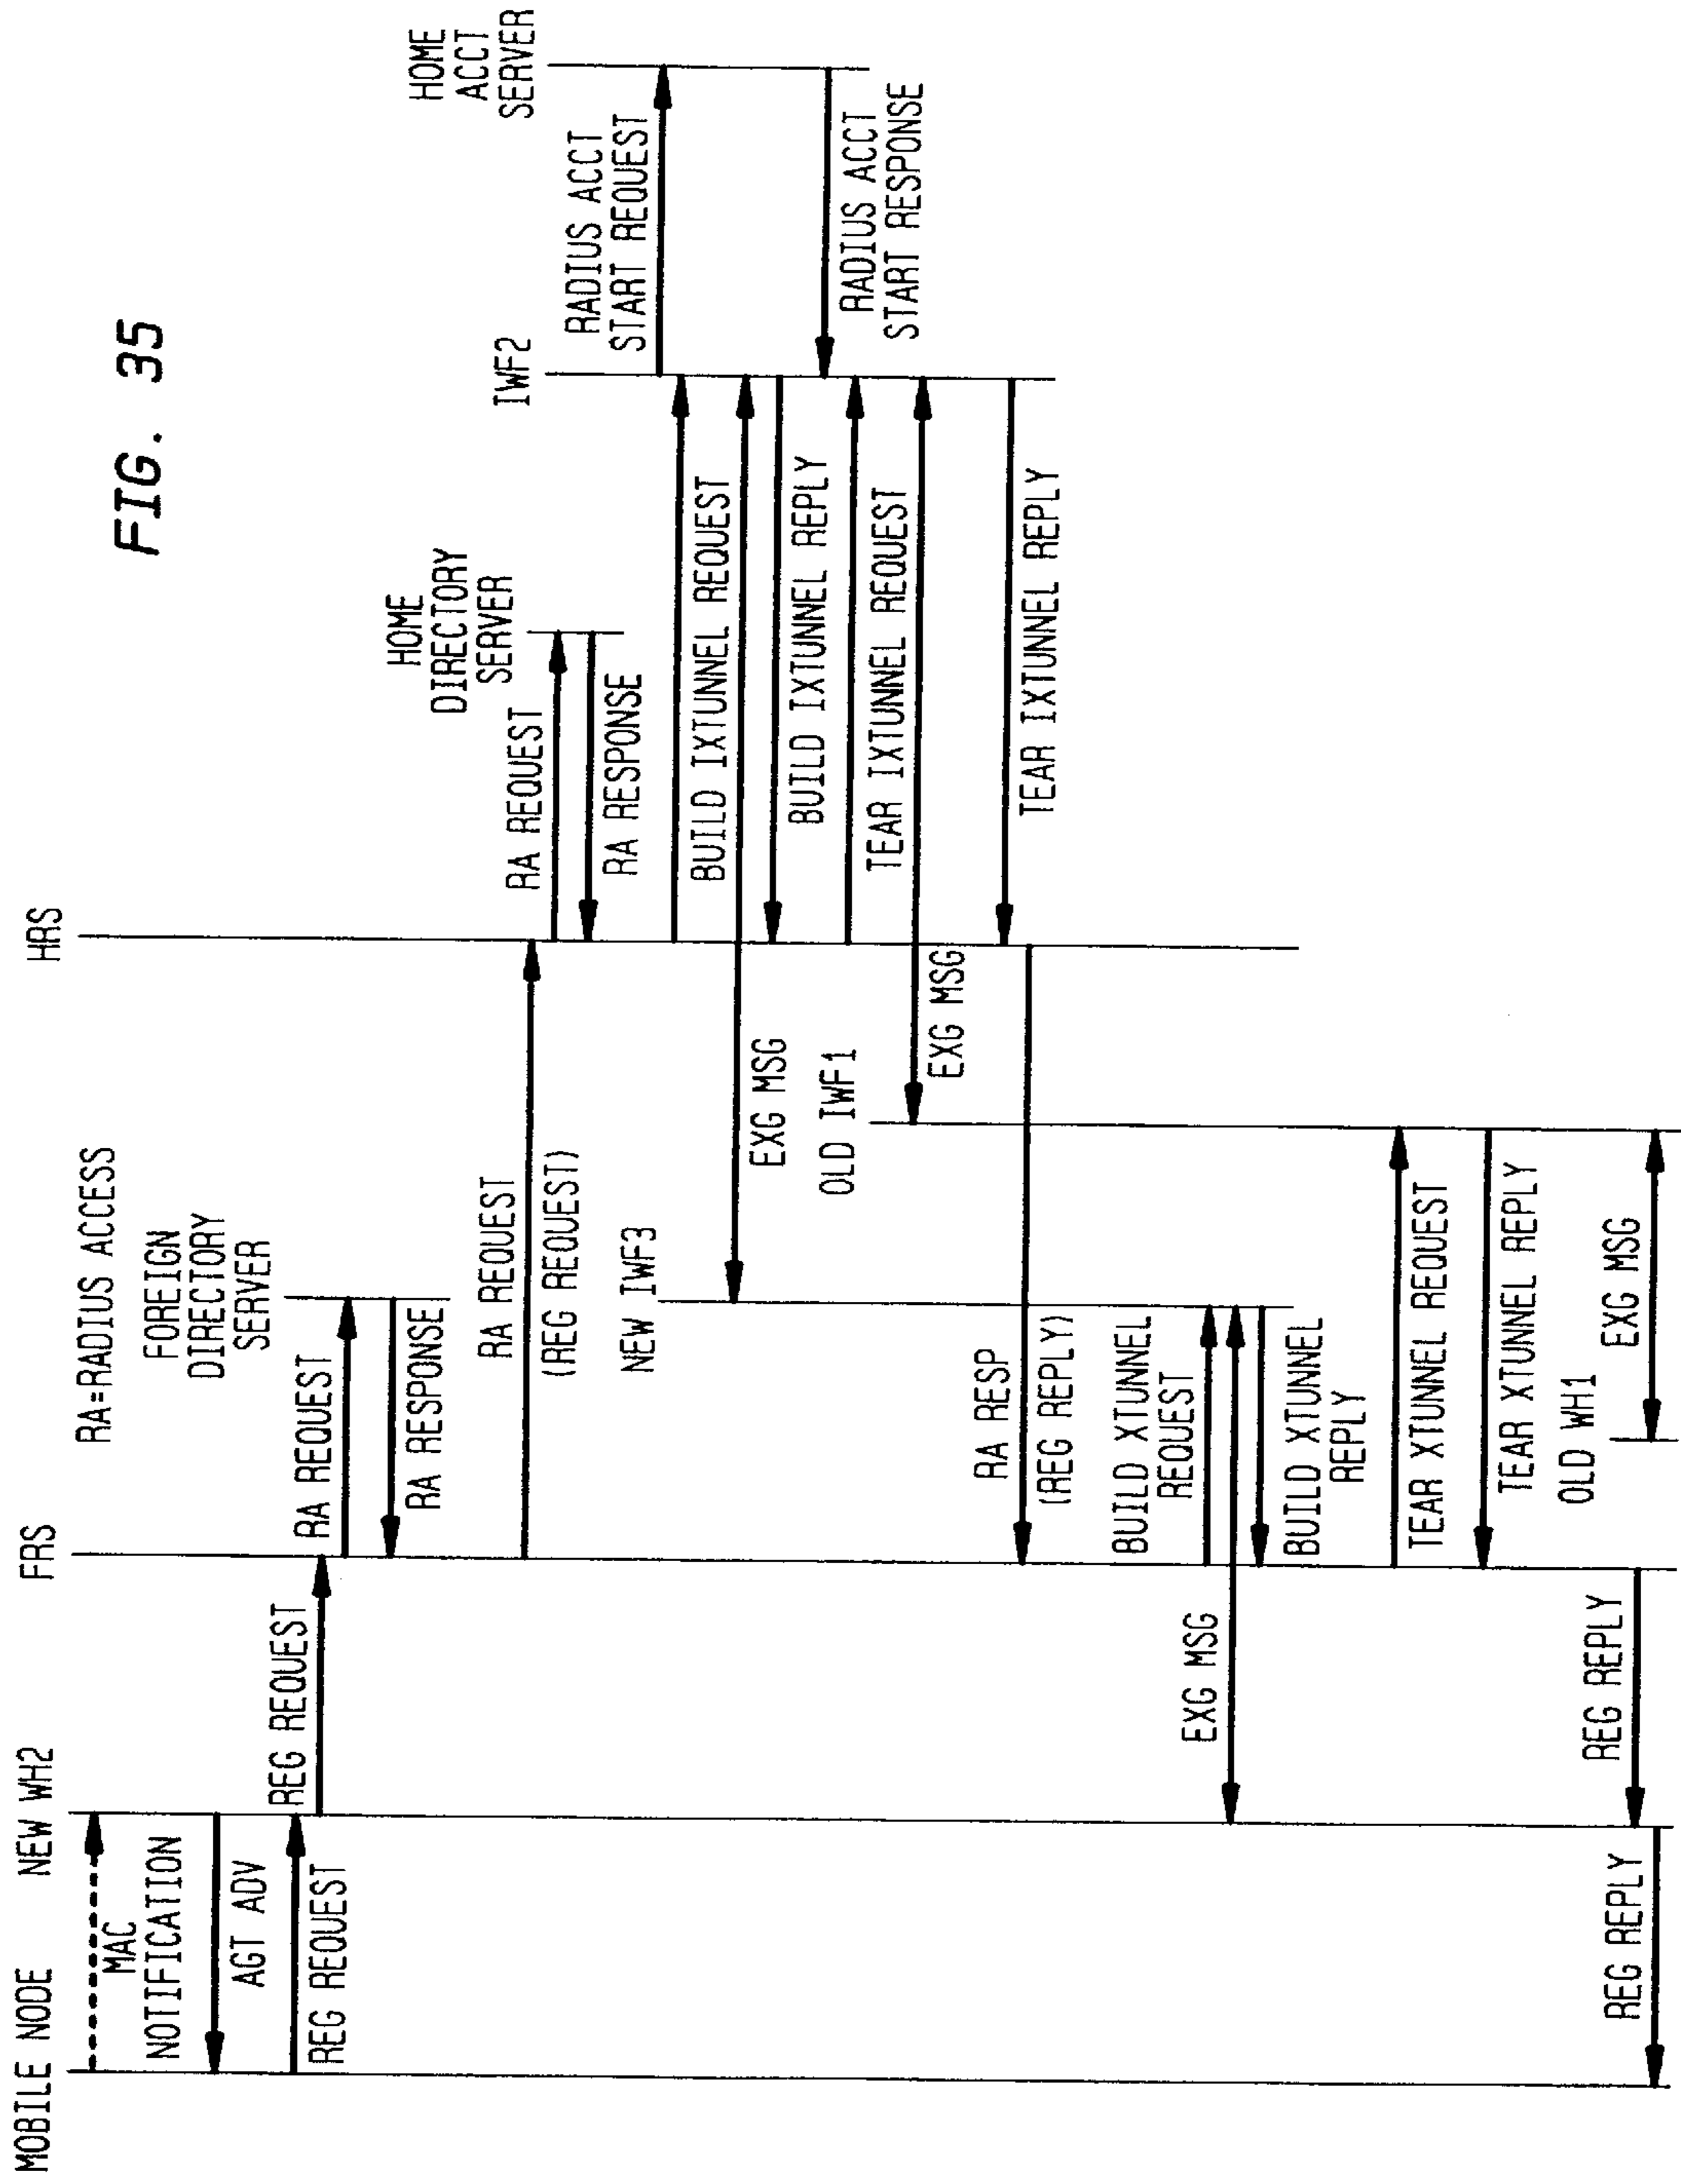 FIG. 35
MOBILE NODE
NEW WH2
FRS
RA=RADIUS ACCESS
HRS
MAC
NOTIFICATION
AGT ADV
REG REQUEST
REG REQUEST
FOREIGN
DIRECTORY
SERVER
RA REQUEST
RA RESPONSE
RA REQUEST
(REG REQUEST)
HOME
DIRECTORY
SERVER
RA REQUEST
RA RESPONSE
IWF2
HOME
ACCT
SERVER
RADIUS ACCT
START REQUEST
BUILD IXTUNNEL REQUEST
NEW IWF3
EXG MSG
BUILD IXTUNNEL REPLY
RADIUS ACCT
START RESPONSE
TEAR IXTUNNEL REQUEST
OLD IWF1
EXG MSG
TEAR IXTUNNEL REPLY
RA RESP
(REG REPLY)
BUILD XTUNNEL
REQUEST
EXG MSG
BUILD XTUNNEL
REPLY
TEAR XTUNNEL REQUEST
TEAR XTUNNEL REPLY
OLD WH1
EXG MSG
REG REPLY
REG REPLY